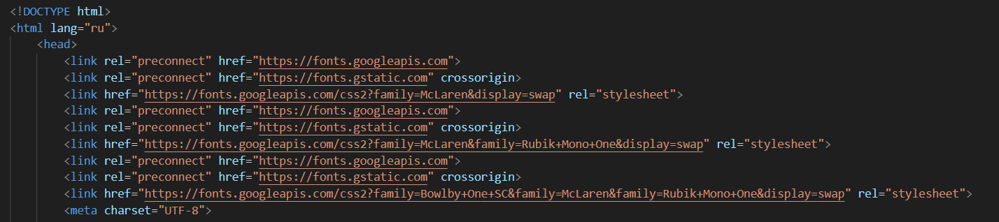 <!DOCTYPE html>
<html lang="ru">
<head>
<link rel="preconnect" href="https://fonts.googleapis.com">
<link rel="preconnect" href="https://fonts.gstatic.com" crossorigin>
<link href="https://fonts.googleapis.com/css2?family=McLaren&display=swap" rel="stylesheet">
<link rel="preconnect" href="https://fonts.googleapis.com">
<link rel="preconnect" href="https://fonts.gstatic.com" crossorigin>
<link href="https://fonts.googleapis.com/css2?family=McLaren&family=Rubik+Mono+One&display=swap" rel="stylesheet">
<link rel="preconnect" href="https://fonts.googleapis.com">
<link rel="preconnect" href="https://fonts.gstatic.com" crossorigin>
<link href="https://fonts.googleapis.com/css2?family=Bowlby+One+SC&family=McLaren&family=Rubik+Mono+One&display=swap" rel="stylesheet">
<meta charset="UTF-8">